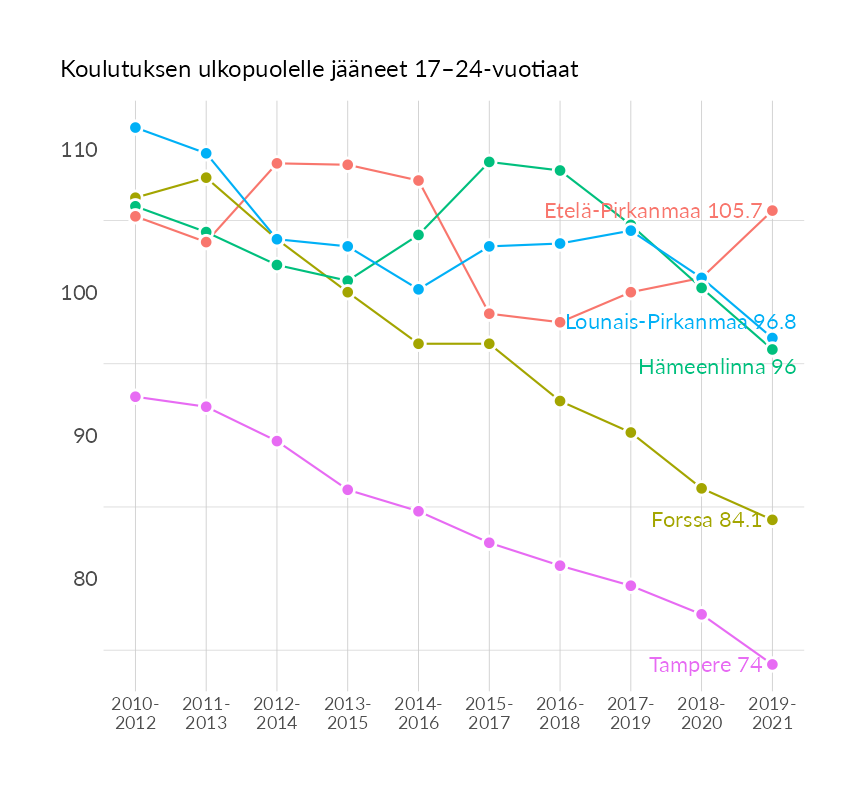 Koulutuksen ulkopuolelle jääneet 17–24-vuotiaat
110
100
90
80
Etelä-Pirkanmaa 105.7
Lounais-Pirkanmaa 96.8
Hämeenlinna 96
Forssa 84.1
Tampere 74
2010- 2011- 2012- 2013- 2014- 2015- 2016- 2017- 2018- 2019-
2012 2013 2014 2015 2016 2017 2018 2019 2020 2021